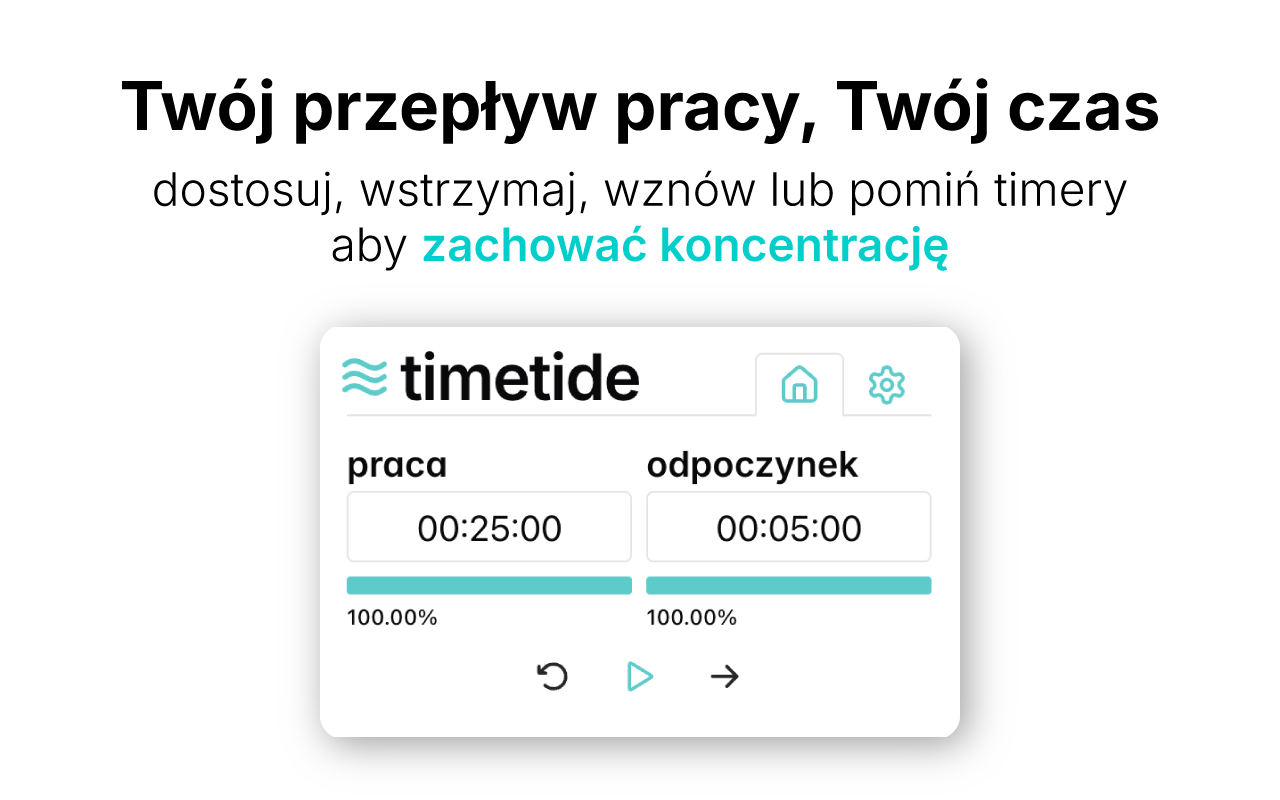 Twój przepływ pracy, Twój czas
dostosuj, wstrzymaj, wznów lub pomiń timery
aby zachować koncentrację
timetide
praca
odpoczynek
00:25:00
00:05:00
100.00%
100.00%